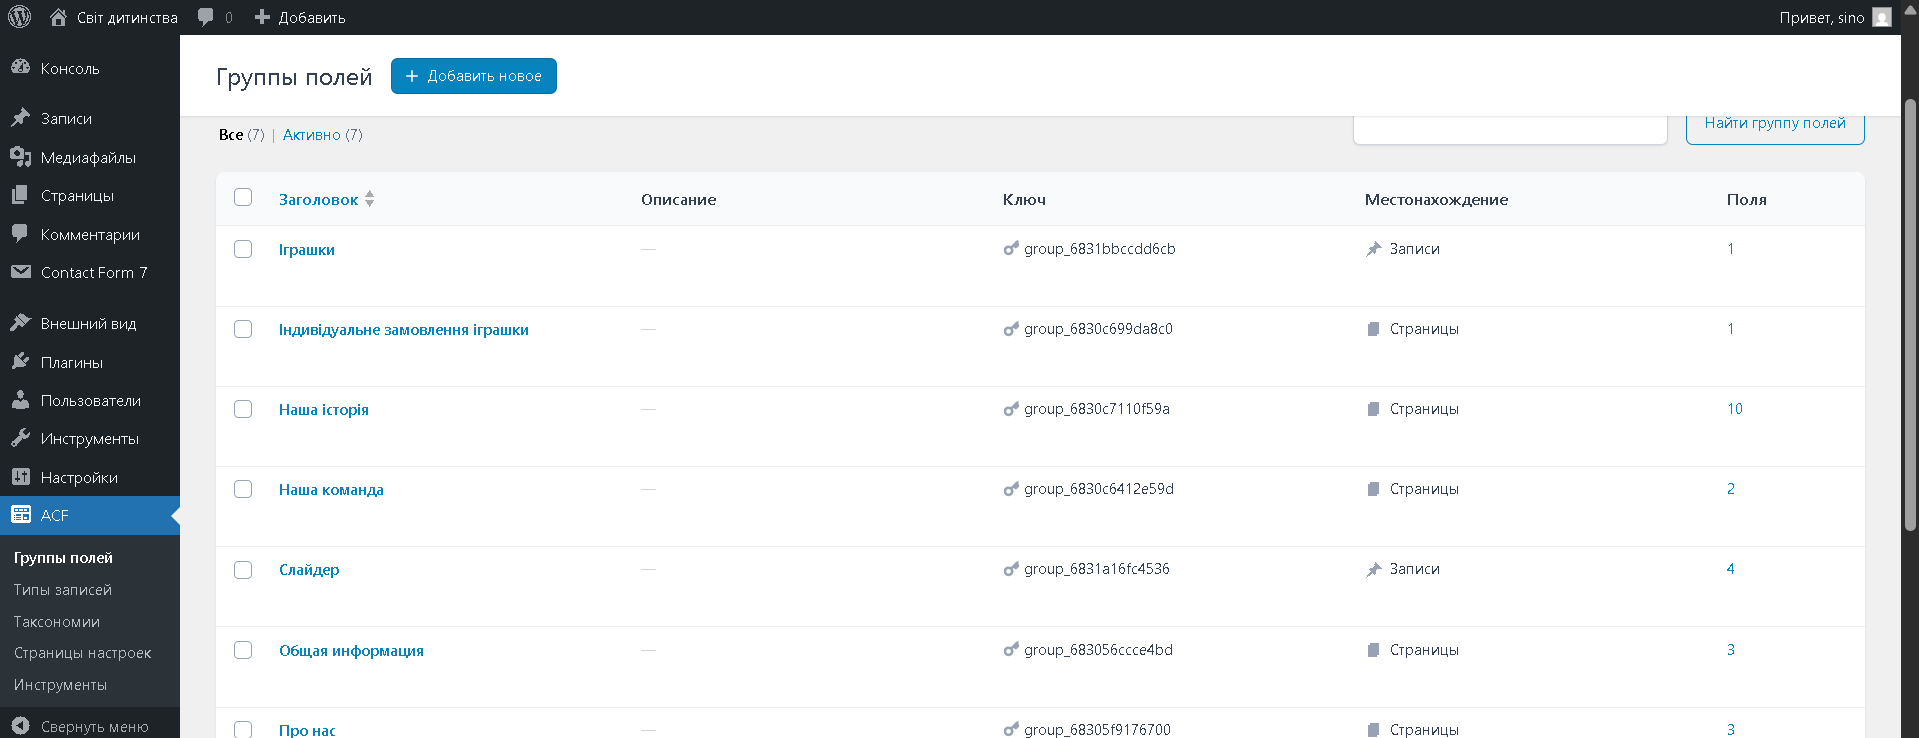 Світ дитинства 0 Добавить Привет, sino
Консоль
Записи
Медиафайлы
Страницы
Комментарии
Contact Form 7
Внешний вид
Плагины
Пользователи
Инструменты
Настройки
ACF
Группы полей
Типы записей
Таксономии
Страницы настроек
Инструменты
Свернуть меню
Группы полей + Добавить новое
Все (7) | Активно (7) Найти группу полей
Заголовок Описание Ключ Местонахождение Поля
Іграшки — group_6831bbccdd6cb Записи 1
Індивідуальне замовлення іграшки — group_6830c699da8c0 Страницы 1
Наша історія — group_6830c7110f59a Страницы 10
Наша команда — group_6830c6412e59d Страницы 2
Слайдер — group_6831a16fc4536 Записи 4
Общая информация — group_683056ccce4bd Страницы 3
Про нас — group_68305f9176700 Страницы 3